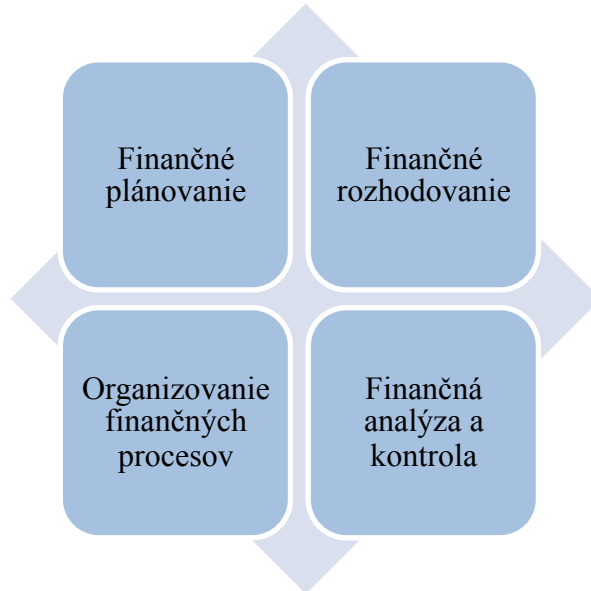 Finančné
plánovanie
Finančné
rozhodovanie
Organizovanie
finančných
procesov
Finančná
analýza a
kontrola